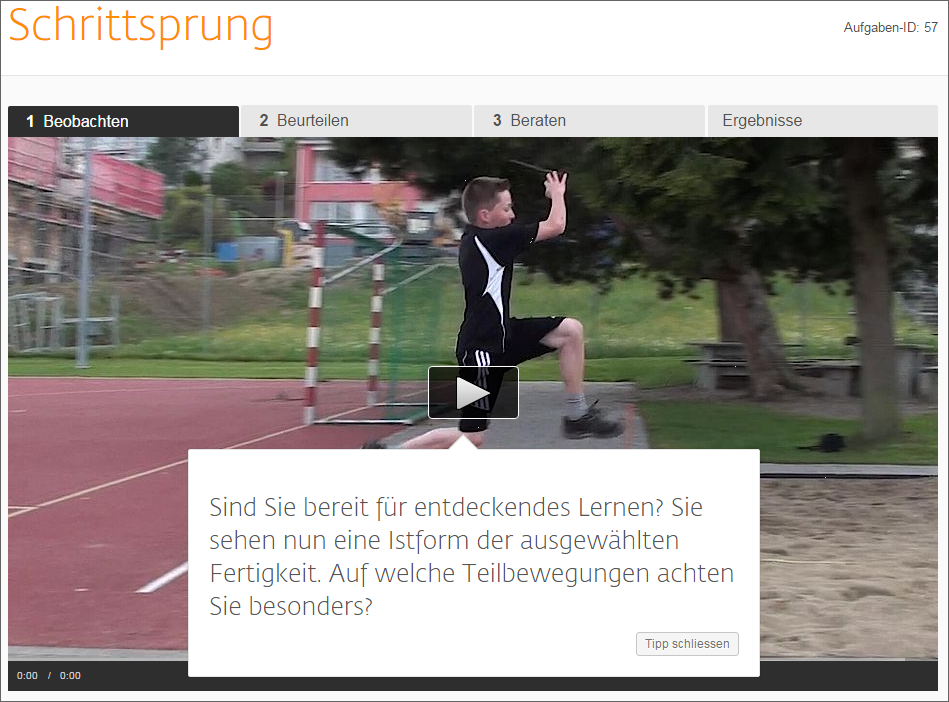 Schrittsprung
Aufgaben-ID: 57
1 Beobachten
2 Beurteilen
3 Beraten
Ergebnisse
Sind Sie bereit für entdeckendes Lernen? Sie
sehen nun eine Istform der ausgewählten
Fertigkeit. Auf welche Teilbewegungen achten
Sie besonders?
Tipp schliessen
0:00 / 0:00